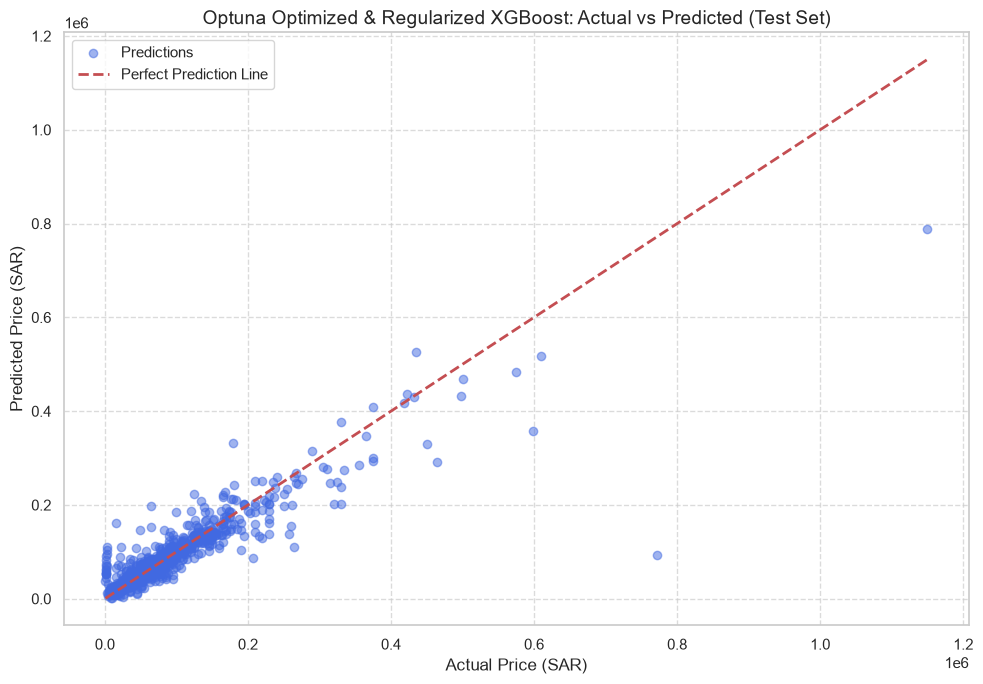 Optuna Optimized & Regularized XGBoost: Actual vs Predicted (Test Set)
1e6
1.2
1.0
0.8
0.6
0.4
0.2
0.0
Predicted Price (SAR)
Predictions
Perfect Prediction Line
0.0 0.2 0.4 0.6 0.8 1.0 1.2
1e6
Actual Price (SAR)